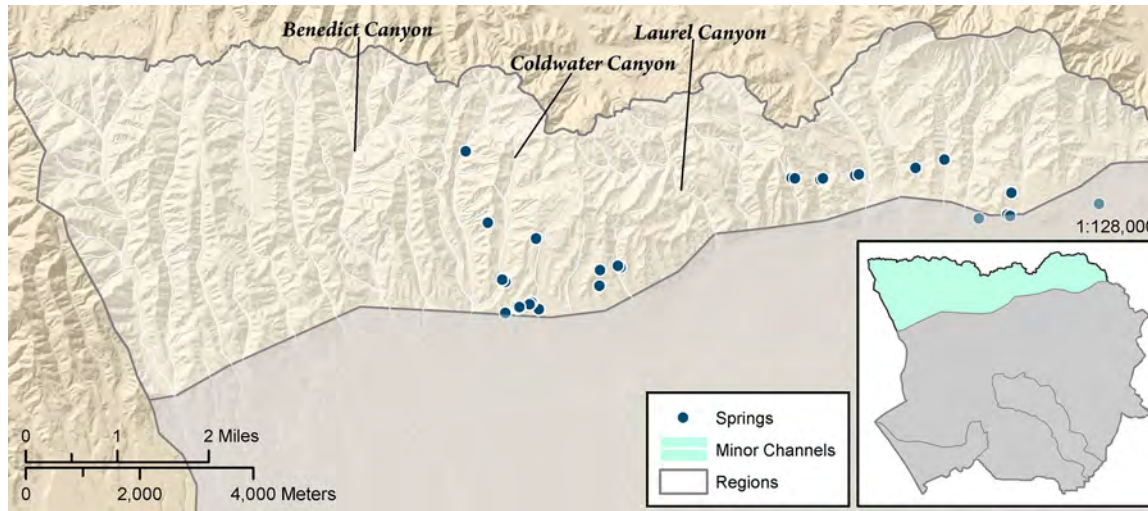 Benedict Canyon
Laurel Canyon
Coldwater Canyon
1:128,000
0 1 2 Miles
0 2,000 4,000 Meters
Springs
Minor Channels
Regions